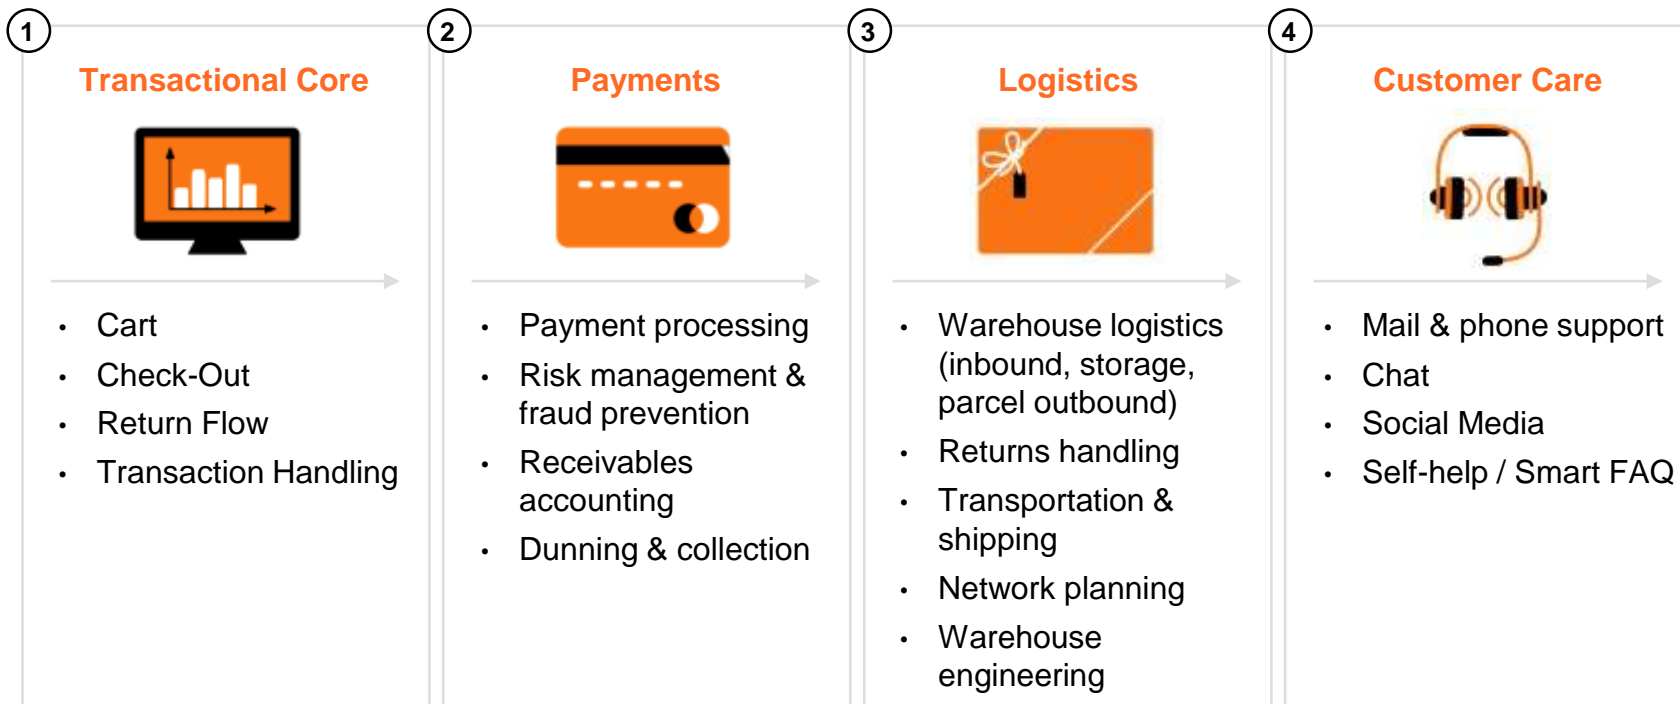 1
Transactional Core
• Cart
• Check-Out
• Return Flow
• Transaction Handling
2
Payments
• Payment processing
• Risk management &
fraud prevention
• Receivables
accounting
• Dunning & collection
3
Logistics
• Warehouse logistics
(inbound, storage,
parcel outbound)
• Returns handling
• Transportation &
shipping
• Network planning
• Warehouse
engineering
4
Customer Care
• Mail & phone support
• Chat
• Social Media
• Self-help / Smart FAQ